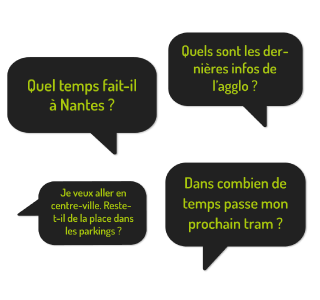 Quel temps fait-il
à Nantes ?
Quels sont les der-
nières infos de
l'agglo ?
Je veux aller en
centre-ville. Reste-
t-il de la place dans
les parkings ?
Dans combien de
temps passe mon
prochain tram ?